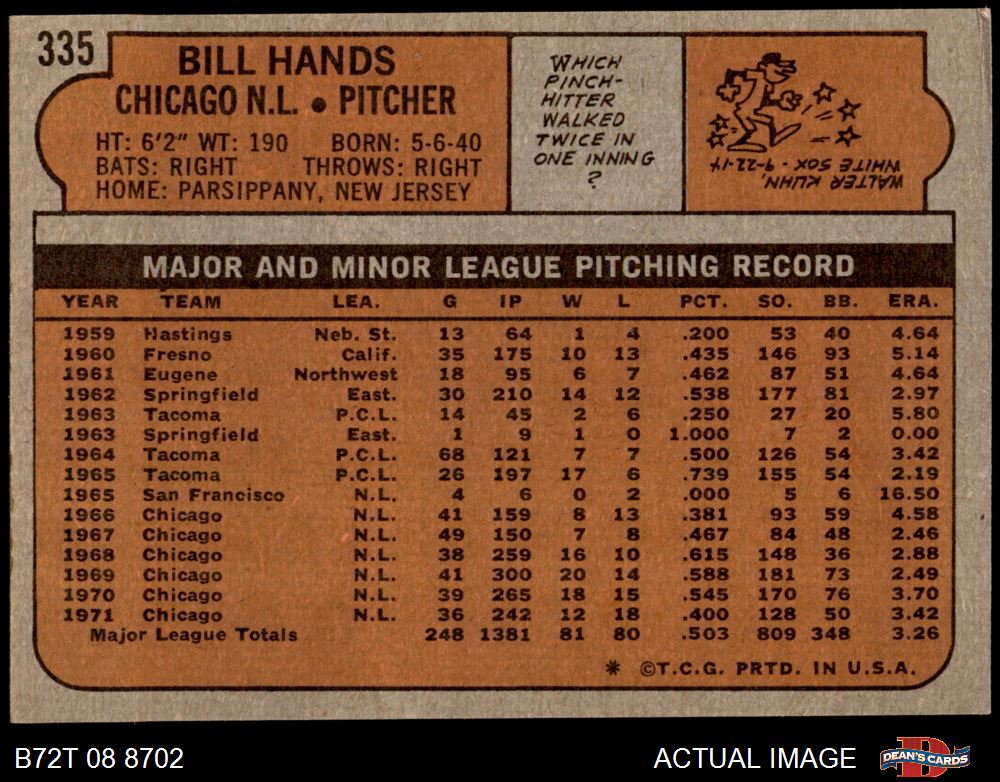 335
BILL HANDS
CHICAGO N.L. • PITCHER
HT: 6'2" WT: 190 BORN: 5-6-40
BATS: RIGHT THROWS: RIGHT
HOME: PARSIPPANY, NEW JERSEY
WHICH
PINCH-
HITTER
WALKED
TWICE IN
ONE INNING
?
WALTER KUHN,
WHITE SOX - 9-22-14
MAJOR AND MINOR LEAGUE PITCHING RECORD
YEAR TEAM LEA. G IP W L PCT. SO. BB. ERA.
1959 Hastings Neb. St. 13 64 1 4 .200 53 40 4.64
1960 Fresno Calif. 35 175 10 13 .435 146 93 5.14
1961 Eugene Northwest 18 95 6 7 .462 87 51 4.64
1962 Springfield East. 30 210 14 12 .538 177 81 2.97
1963 Tacoma P.C.L. 14 45 2 6 .250 27 20 5.80
1963 Springfield East. 1 9 1 0 1.000 7 2 0.00
1964 Tacoma P.C.L. 68 121 7 7 .500 126 54 3.42
1965 Tacoma P.C.L. 26 197 17 6 .739 155 54 2.19
1965 San Francisco N.L. 4 6 0 2 .000 5 6 16.50
1966 Chicago N.L. 41 159 8 13 .381 93 59 4.58
1967 Chicago N.L. 49 150 7 8 .467 84 48 2.46
1968 Chicago N.L. 38 259 16 10 .615 148 36 2.88
1969 Chicago N.L. 41 300 20 14 .588 181 73 2.49
1970 Chicago N.L. 39 265 18 15 .545 170 76 3.70
1971 Chicago N.L. 36 242 12 18 .400 128 50 3.42
Major League Totals 248 1381 81 80 .503 809 348 3.26
* ©T.C.G. PRTD. IN U.S.A.
B72T 08 8702 ACTUAL IMAGE DEAN'S CARDS